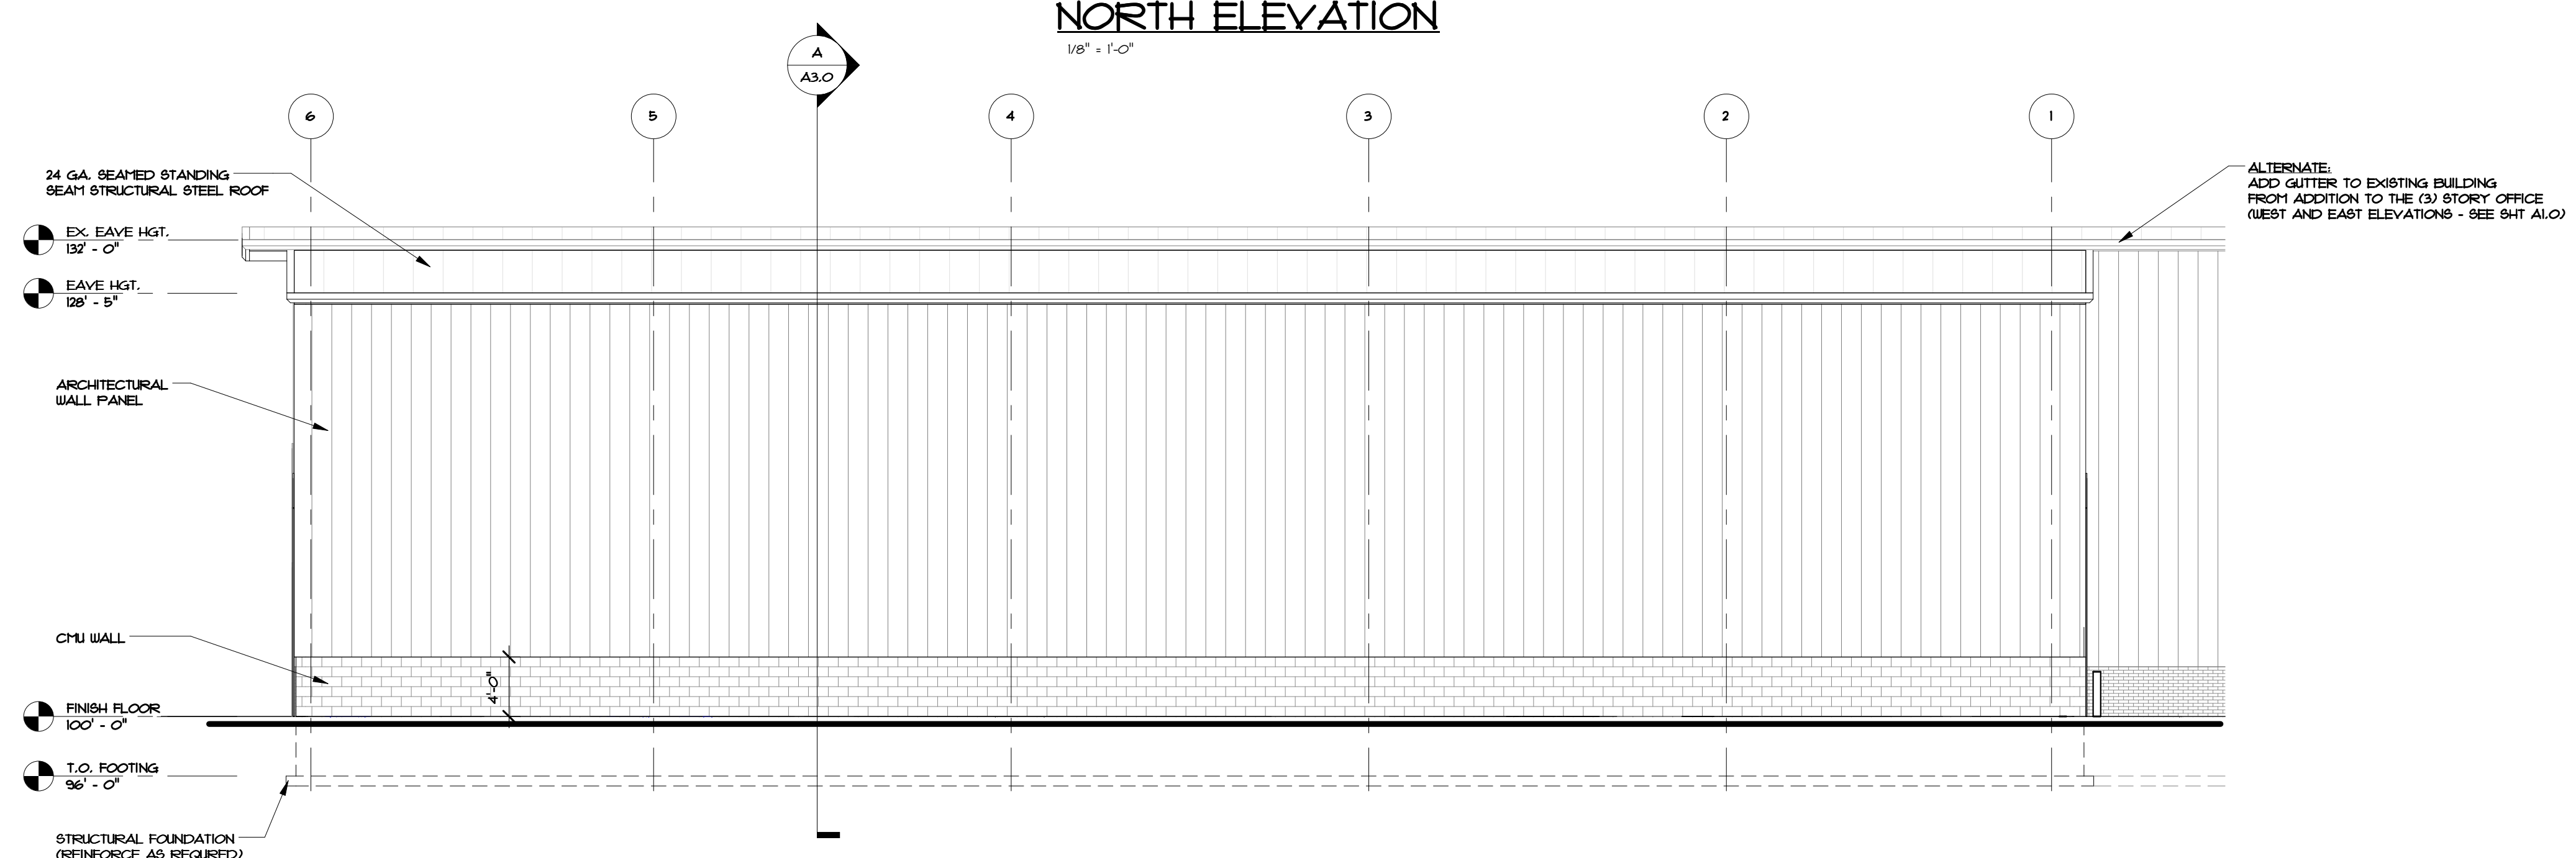 NORTH ELEVATION
1/8" = 1'-0"
A
A3.0
6
5
4
3
2
1
24 GA. SEAMED STANDING
SEAM STRUCTURAL STEEL ROOF
ALTERNATE:
ADD GUTTER TO EXISTING BUILDING
FROM ADDITION TO THE (3) STORY OFFICE
(WEST AND EAST ELEVATIONS - SEE SHT A1.0)
EX. EAVE HGT.
132' - 0"
EAVE HGT.
128' - 5"
ARCHITECTURAL
WALL PANEL
CMU WALL
4'-0"
FINISH FLOOR
100' - 0"
T.O. FOOTING
96' - 0"
STRUCTURAL FOUNDATION
(REINFORCE AS REQUIRED)